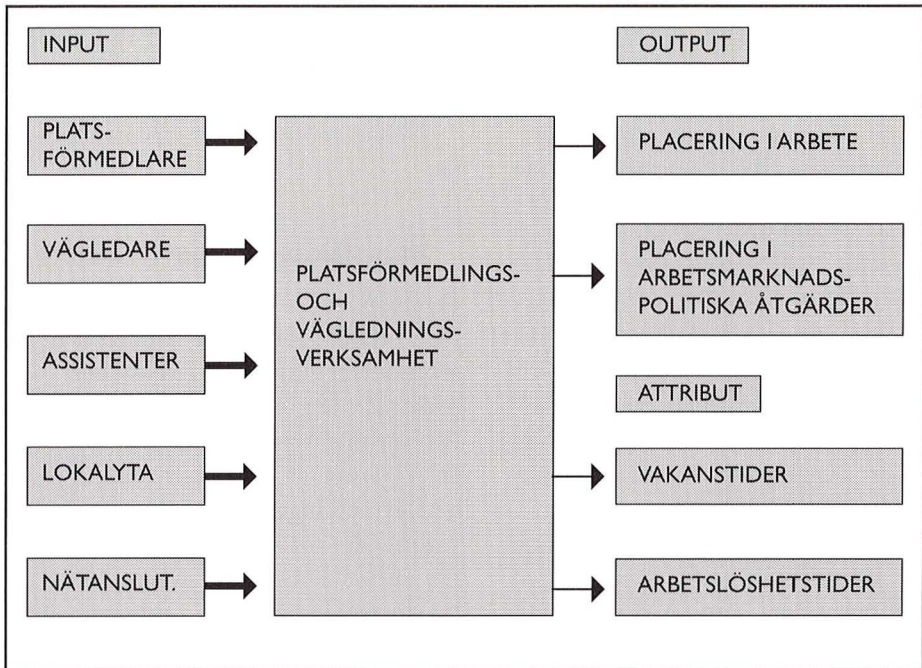 INPUT
PLATS-
FÖRMEDLARE
VÄGLEDARE
ASSISTENTER
LOKALYTA
NÄTANSLUT.
PLATSFÖRMEDLINGS-
OCH
VÄGLEDNINGS-
VERKSAMHET
OUTPUT
PLACERING I ARBETE
PLACERING I
ARBETSMARKNADS-
POLITISKA ÅTGÄRDER
ATTRIBUT
VAKANSTIDER
ARBETSLÖSHETSTIDER